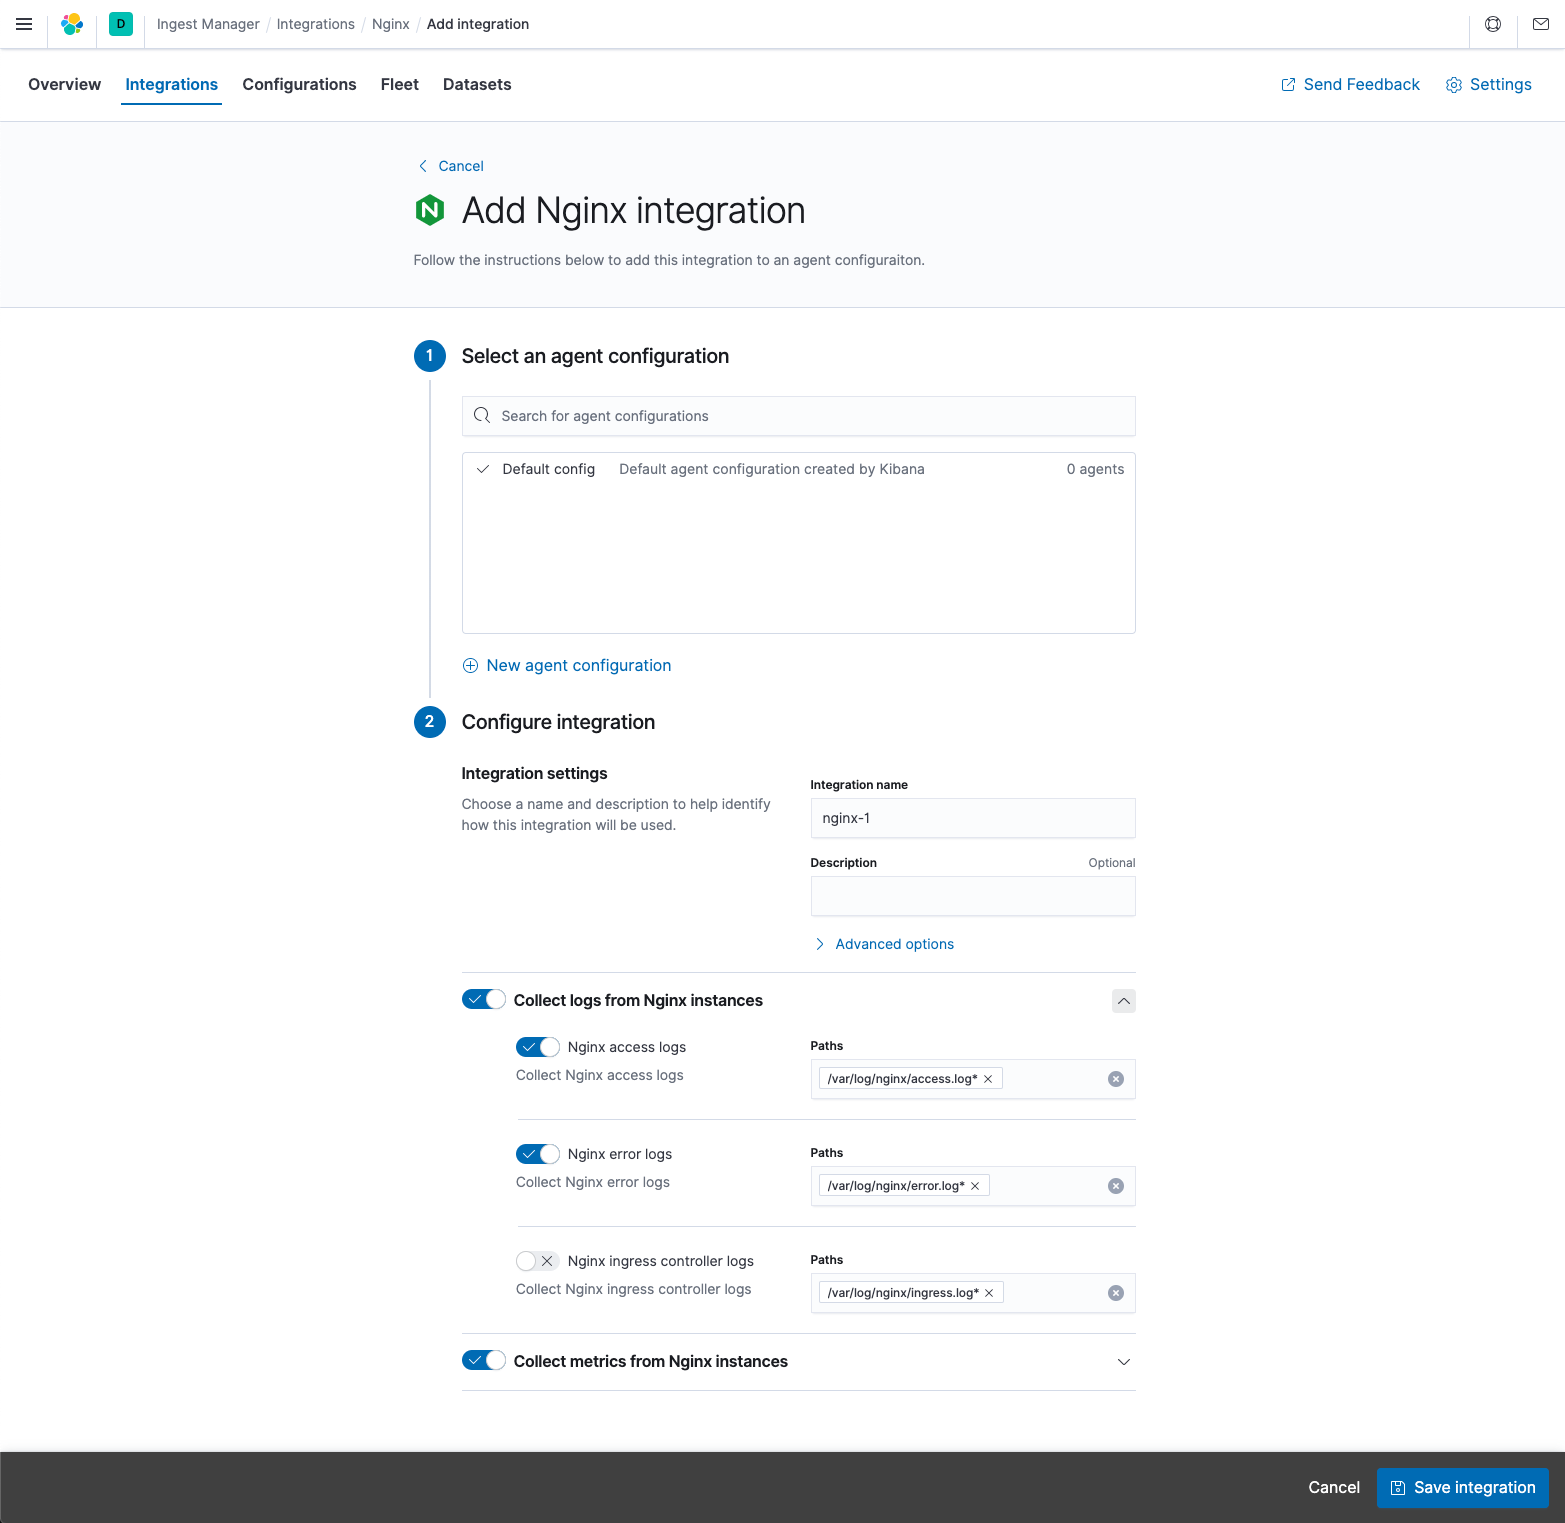 D
Ingest Manager / Integrations / Nginx / Add integration
Overview Integrations Configurations Fleet Datasets Send Feedback Settings
Cancel
Add Nginx integration
Follow the instructions below to add this integration to an agent configuraiton.
1 Select an agent configuration
Search for agent configurations
Default config Default agent configuration created by Kibana 0 agents
New agent configuration
2 Configure integration
Integration settings
Choose a name and description to help identify
how this integration will be used.
Integration name
nginx-1
Description Optional
Advanced options
Collect logs from Nginx instances
Nginx access logs
Collect Nginx access logs
Paths
/var/log/nginx/access.log*
Nginx error logs
Collect Nginx error logs
Paths
/var/log/nginx/error.log*
Nginx ingress controller logs
Collect Nginx ingress controller logs
Paths
/var/log/nginx/ingress.log*
Collect metrics from Nginx instances
Cancel Save integration